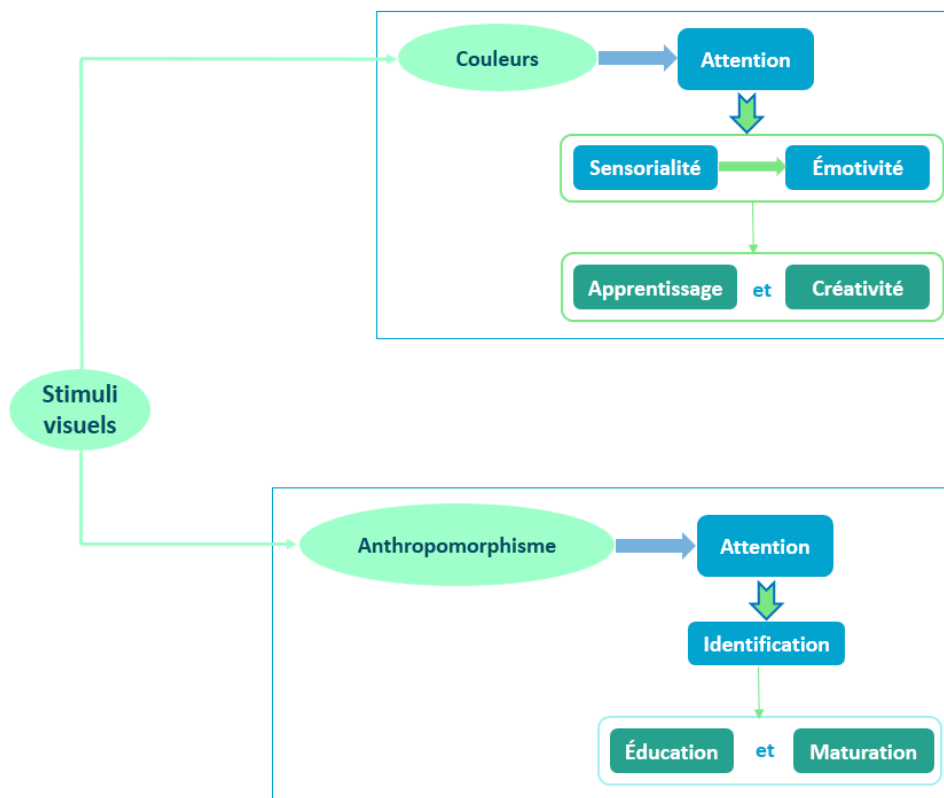 Couleurs
Attention
Sensorialité
Émotivité
Apprentissage et Créativité
Stimuli
visuels
Anthropomorphisme
Attention
Identification
Éducation et Maturation